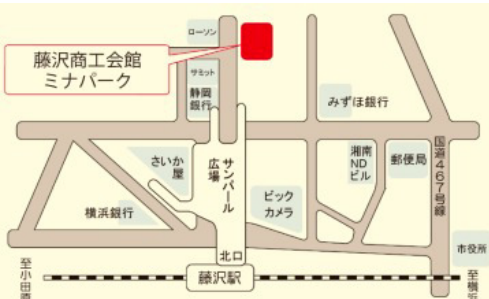 ローソン
藤沢商工会館
ミナパーク
サミット
静岡
銀行
みずほ銀行
さいか
屋
サンパール
広場
湘南
ND
ビル
郵便局
国道467号線
ビック
カメラ
横浜銀行
北口
市役所
至小田原
藤沢駅
至横浜